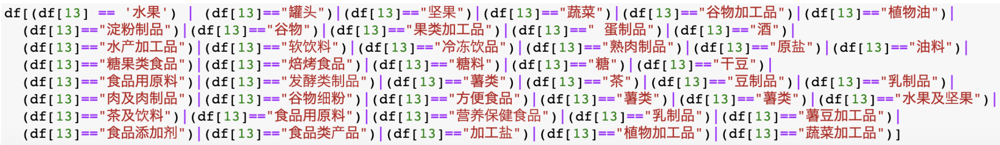 df[(df[13] == '水果') | (df[13]=="罐头")|(df[13]=="坚果")|(df[13]=="蔬菜")|(df[13]=="谷物加工品")|(df[13]=="植物油")|
(df[13]=="淀粉制品")|(df[13]=="谷物")|(df[13]=="果类加工品")|(df[13]==" 蛋制品")|(df[13]=="酒")|
(df[13]=="水产加工品")|(df[13]=="软饮料")|(df[13]=="冷冻饮品")|(df[13]=="熟肉制品")|(df[13]=="原盐")|(df[13]=="油料")|
(df[13]=="糖果类食品")|(df[13]=="焙烤食品")|(df[13]=="糖料")|(df[13]=="糖")|(df[13]=="干豆")|
(df[13]=="食品用原料")|(df[13]=="发酵类制品")|(df[13]=="薯类")|(df[13]=="茶")|(df[13]=="豆制品")|(df[13]=="乳制品")|
(df[13]=="肉及肉制品")|(df[13]=="谷物细粉")|(df[13]=="方便食品")|(df[13]=="薯类")|(df[13]=="薯类")|(df[13]=="水果及坚果")|
(df[13]=="茶及饮料")|(df[13]=="食品用原料")|(df[13]=="营养保健食品")|(df[13]=="乳制品")|(df[13]=="薯豆加工品")|
(df[13]=="食品添加剂")|(df[13]=="食品类产品")|(df[13]=="加工盐")|(df[13]=="植物加工品")|(df[13]=="蔬菜加工品")]